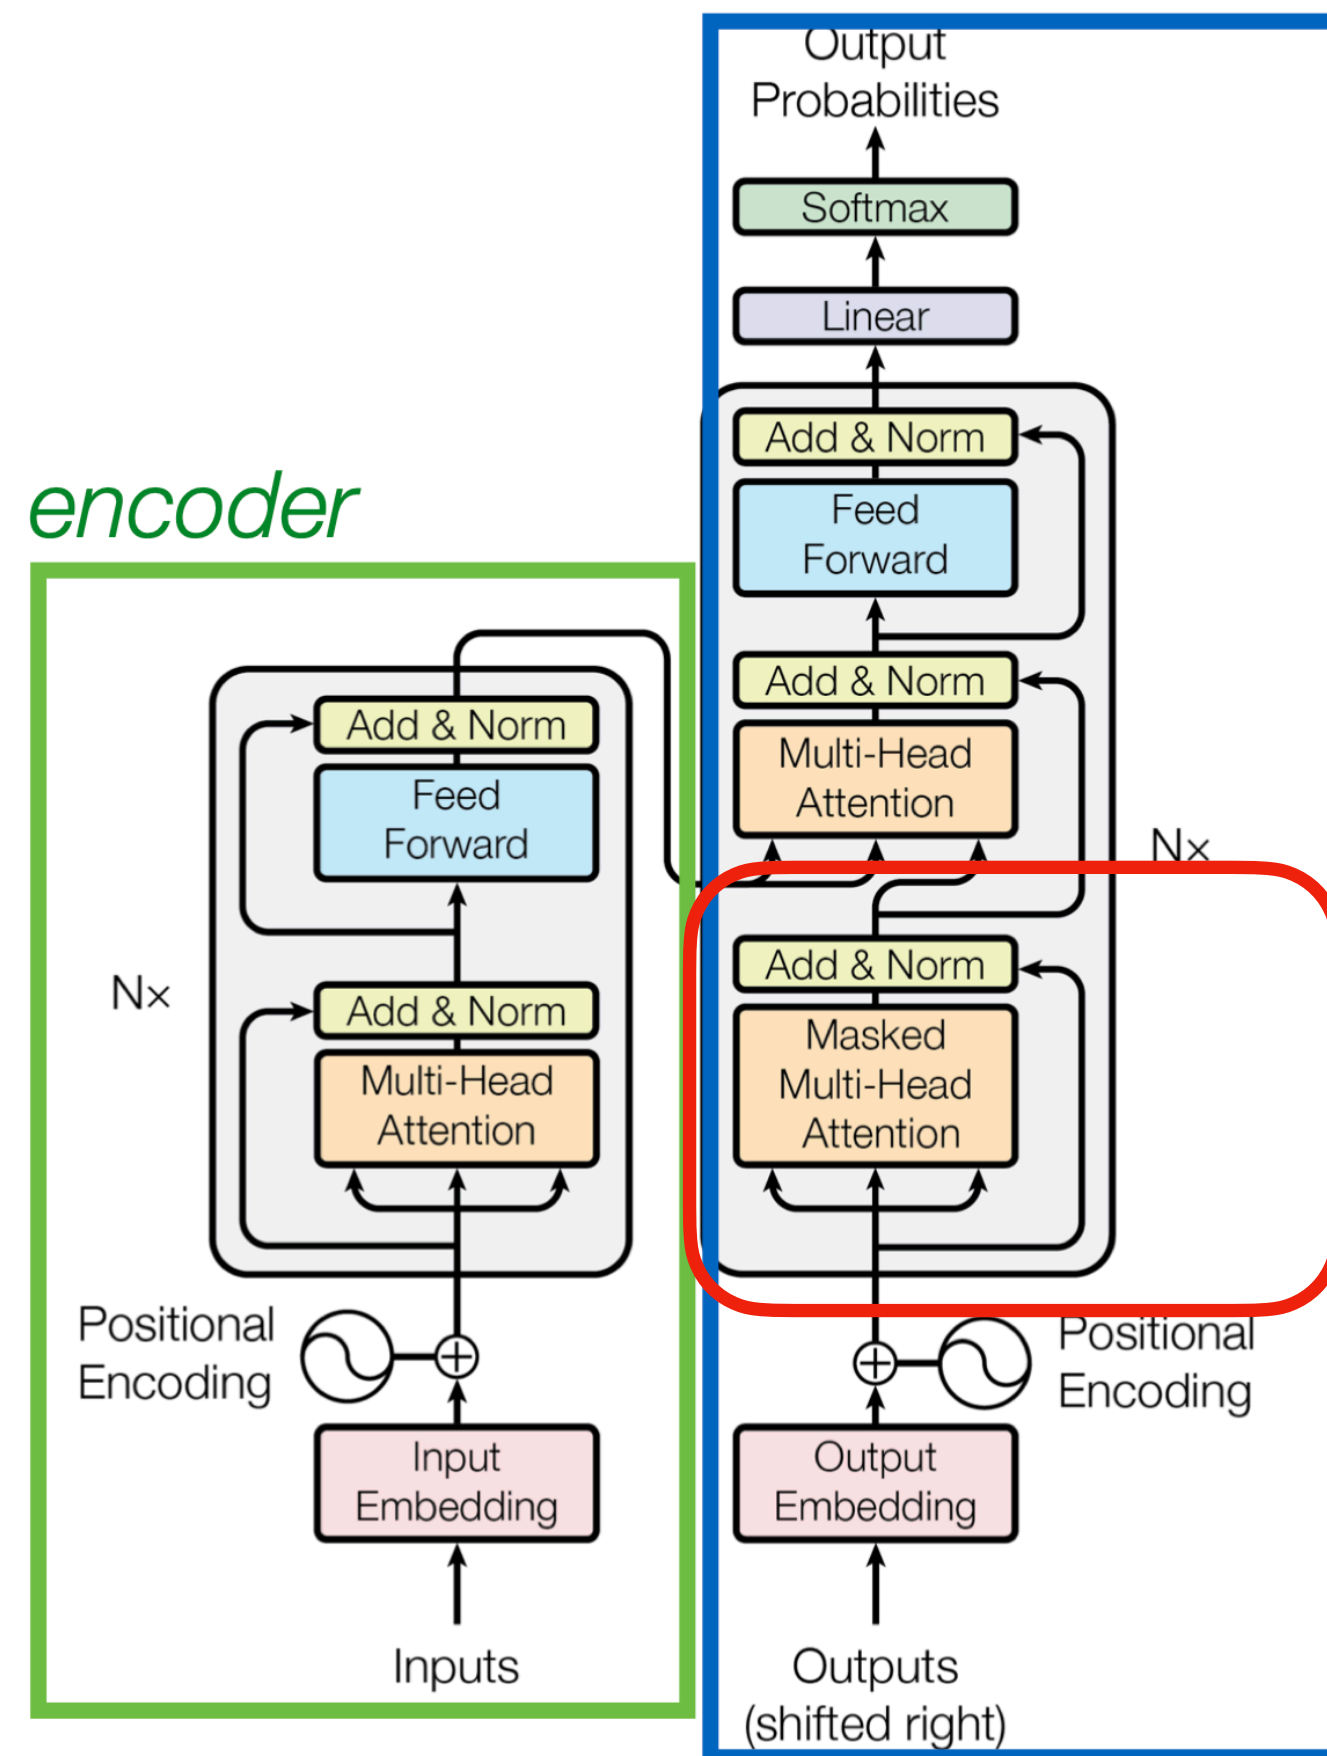 encoder
Add & Norm
Feed
Forward
Nx
Add & Norm
Multi-Head
Attention
Positional
Encoding
Input
Embedding
Inputs
Output
Probabilities
Softmax
Linear
Add & Norm
Feed
Forward
Add & Norm
Multi-Head
Attention
Nx
Add & Norm
Masked
Multi-Head
Attention
Positional
Encoding
Output
Embedding
Outputs
(shifted right)